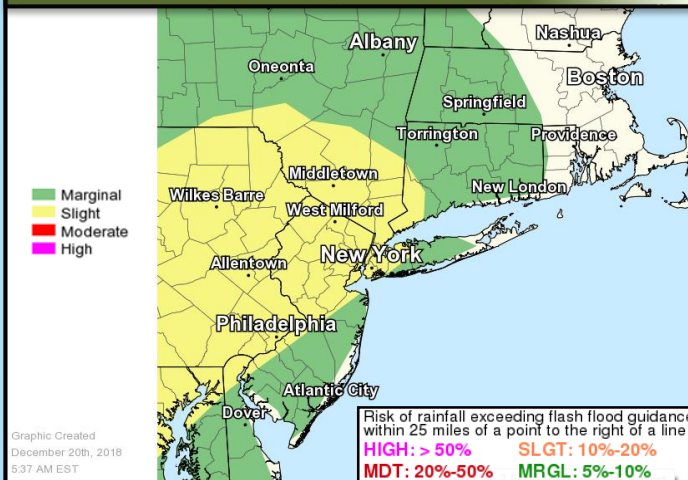 Nashua
Albany
Oneonta
Boston
Springfield
Torrington
Providence
Middletown
Marginal
Wilkes Barre
New London
Slight
West Milford
Moderate
High
New York
Allentown
Philadelphia
Atlantic City
Dover
Risk of rainfall exceeding flash flood guidance
within 25 miles of a point to the right of a line
HIGH: > 50% SLGT: 10%-20%
MDT: 20%-50% MRGL: 5%-10%
Graphic Created
December 20th, 2018
5:37 AM EST